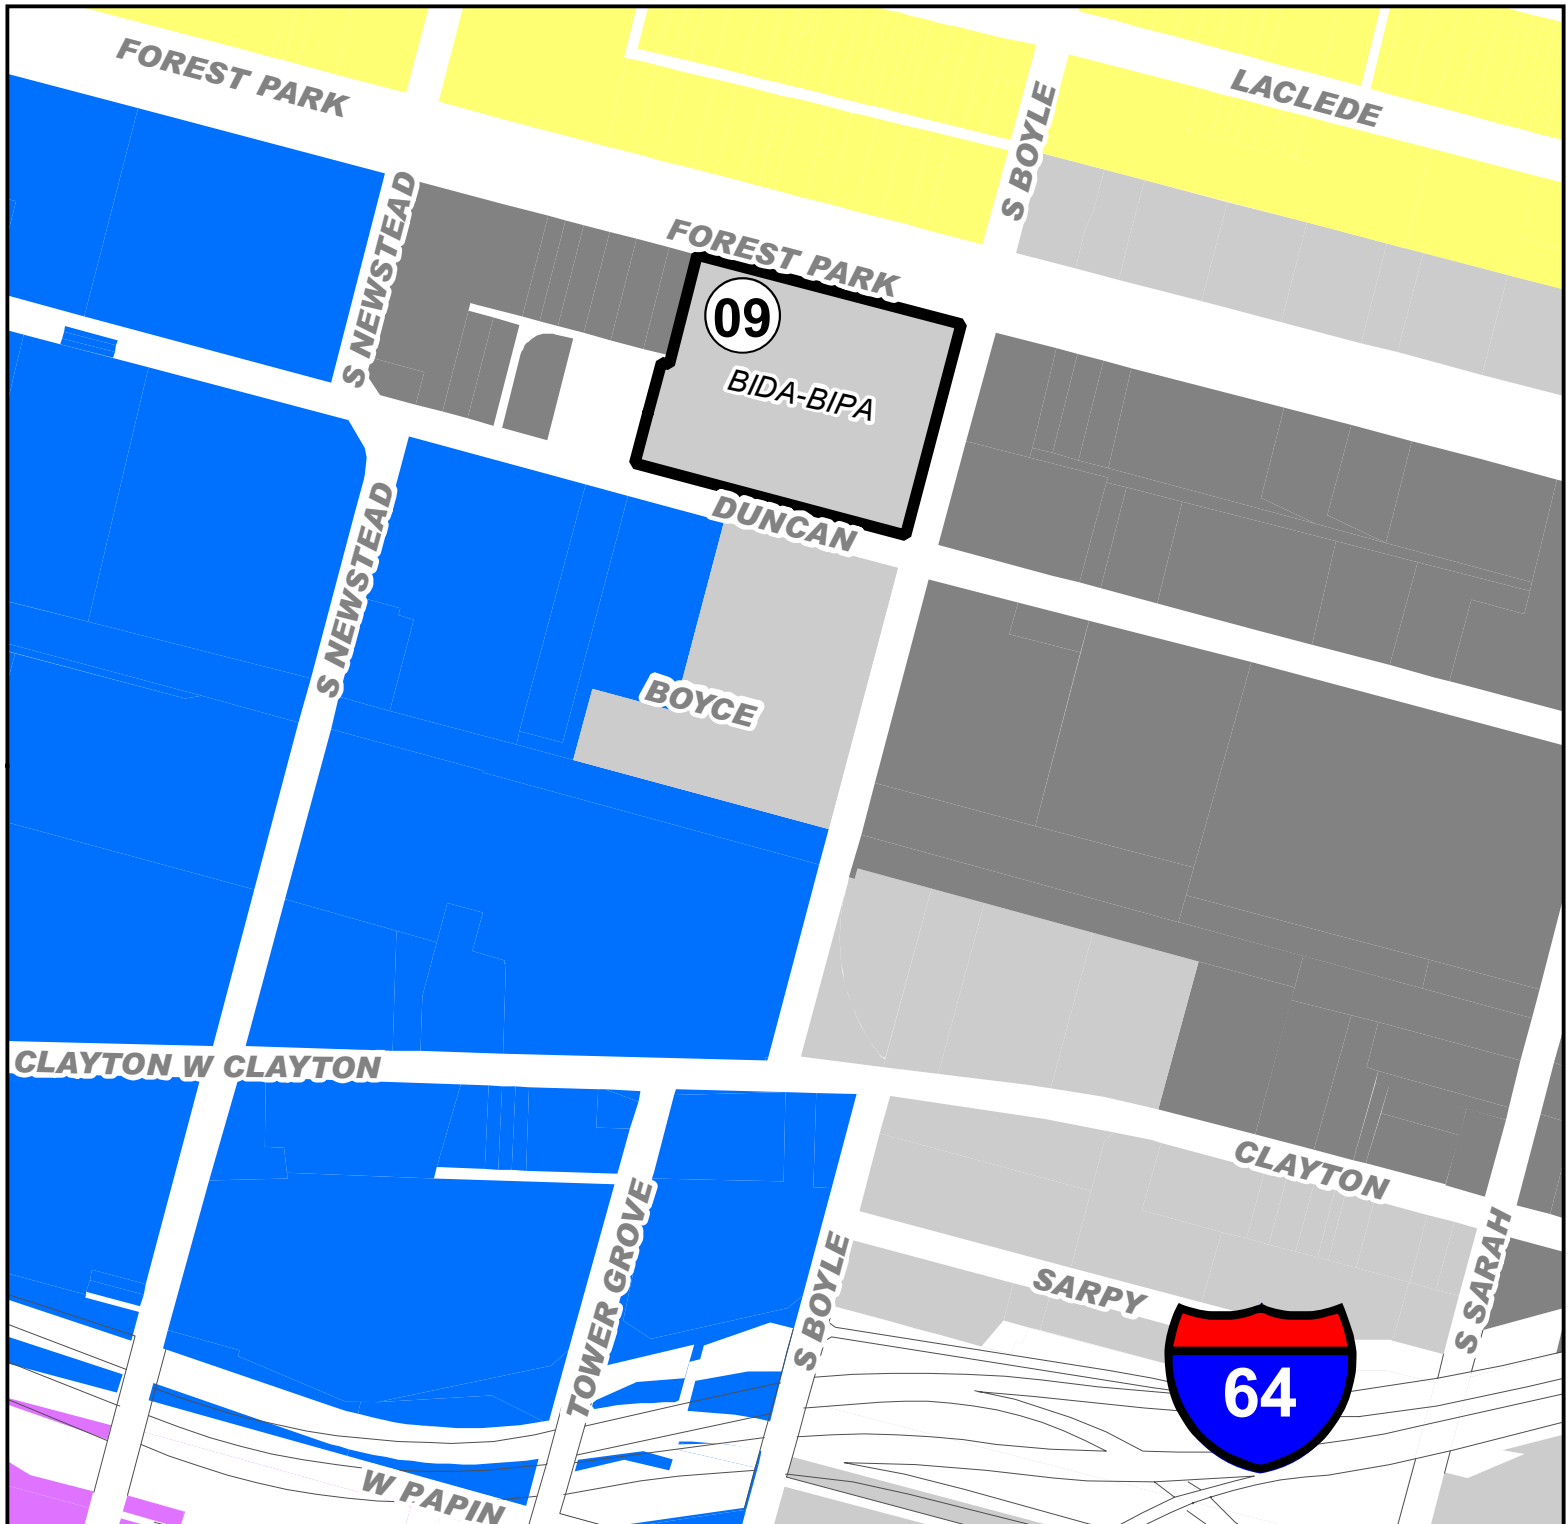 FOREST PARK
LACLEDE
S BOYLE
S NEWSTEAD
FOREST PARK
09
BIDA-BIPA
DUNCAN
S NEWSTEAD
BOYCE
CLAYTON W CLAYTON
CLAYTON
TOWER GROVE
S BOYLE
SARPY
S SARAH
64
W PAPIN